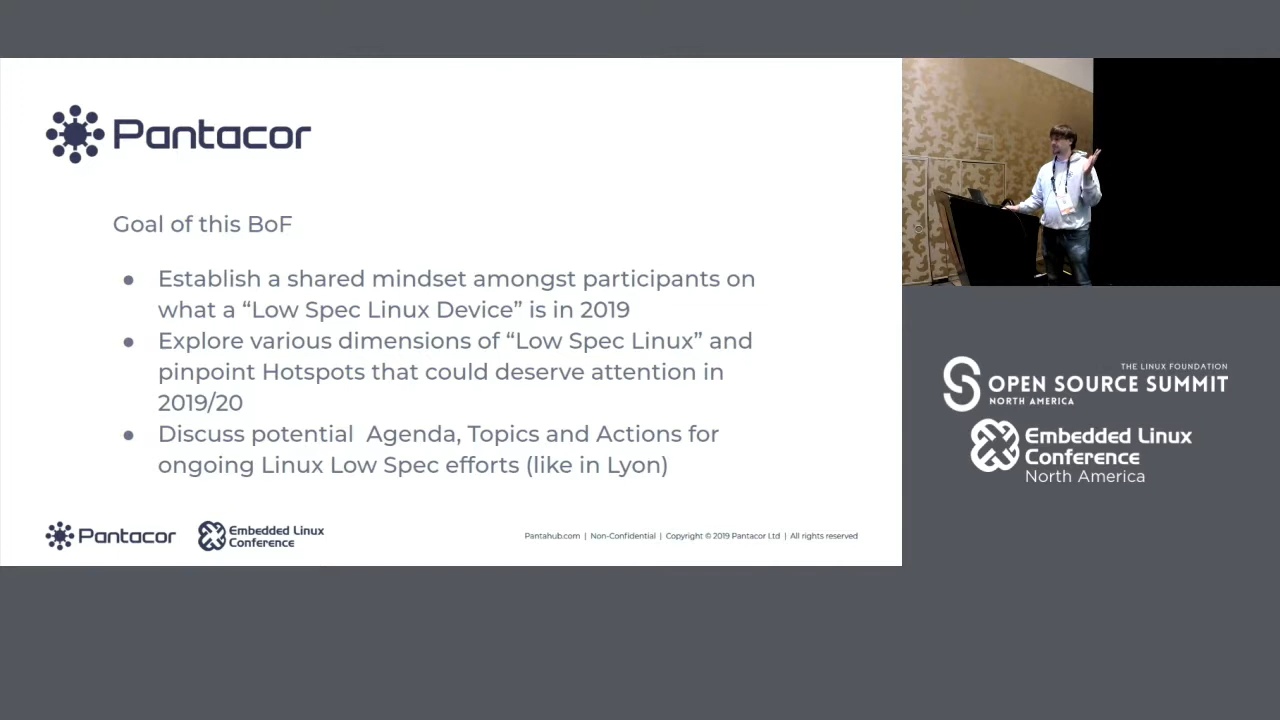 Pantacor
Goal of this BoF
● Establish a shared mindset amongst participants on
what a “Low Spec Linux Device” is in 2019
● Explore various dimensions of “Low Spec Linux” and
pinpoint Hotspots that could deserve attention in
2019/20
● Discuss potential  Agenda, Topics and Actions for
ongoing Linux Low Spec efforts (like in Lyon)
Pantacor
Embedded Linux
Conference
Pantahub.com | Non-Confidential | Copyright © 2019 Pantacor Ltd | All rights reserved
THE LINUX FOUNDATION
OPEN SOURCE SUMMIT
NORTH AMERICA
Embedded Linux
Conference
North America